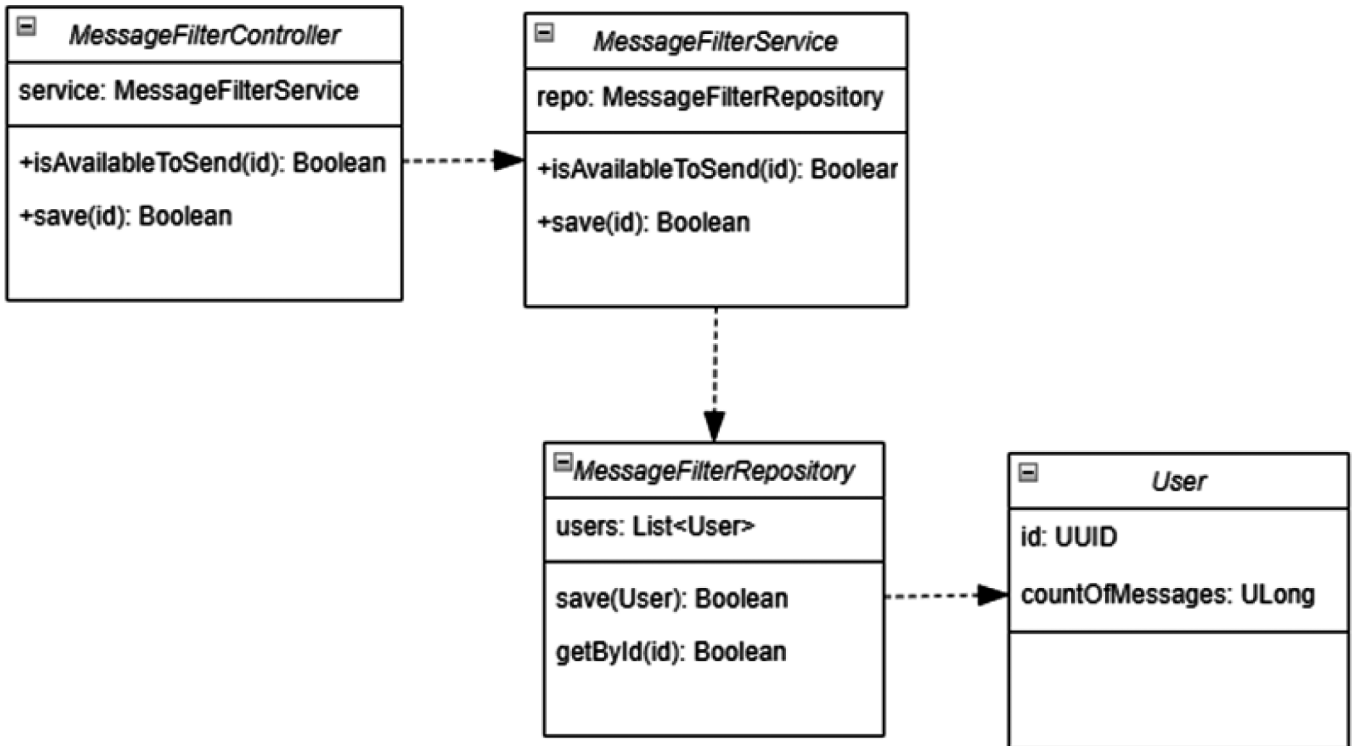 MessageFilterController
service: MessageFilterService
+isAvailableToSend(id): Boolean
+save(id): Boolean
MessageFilterService
repo: MessageFilterRepository
+isAvailableToSend(id): Boolear
+save(id): Boolean
MessageFilterRepository
users: List<User>
save(User): Boolean
getById(id): Boolean
User
id: UUID
countOfMessages: ULong